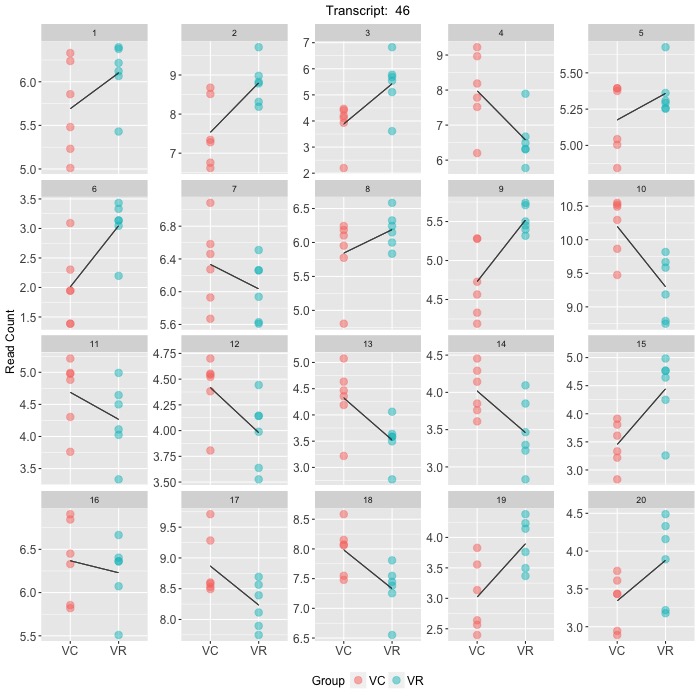 Transcript: 46
1 2 3 4 5
6.0 5.5 5.0
9 8 7
7 6 5 4 3 2
9 8 7 6
5.50 5.25 5.00
6 7 8 9 10
3.5 3.0 2.5 2.0 1.5
6.8 6.4 6.0 5.6
6.5 6.0 5.5 5.0
5.5 5.0 4.5
10.5 10.0 9.5 9.0
Read Count
11 12 13 14 15
5.0 4.5 4.0 3.5
4.75 4.50 4.25 4.00 3.75 3.50
5.0 4.5 4.0 3.5 3.0
4.5 4.0 3.5 3.0
5.0 4.5 4.0 3.5 3.0
16 17 18 19 20
6.5 6.0 5.5
9.5 9.0 8.5 8.0
8.5 8.0 7.5 7.0 6.5
4.0 3.5 3.0 2.5
4.5 4.0 3.5 3.0
VC VR VC VR VC VR VC VR VC VR
Group VC VR